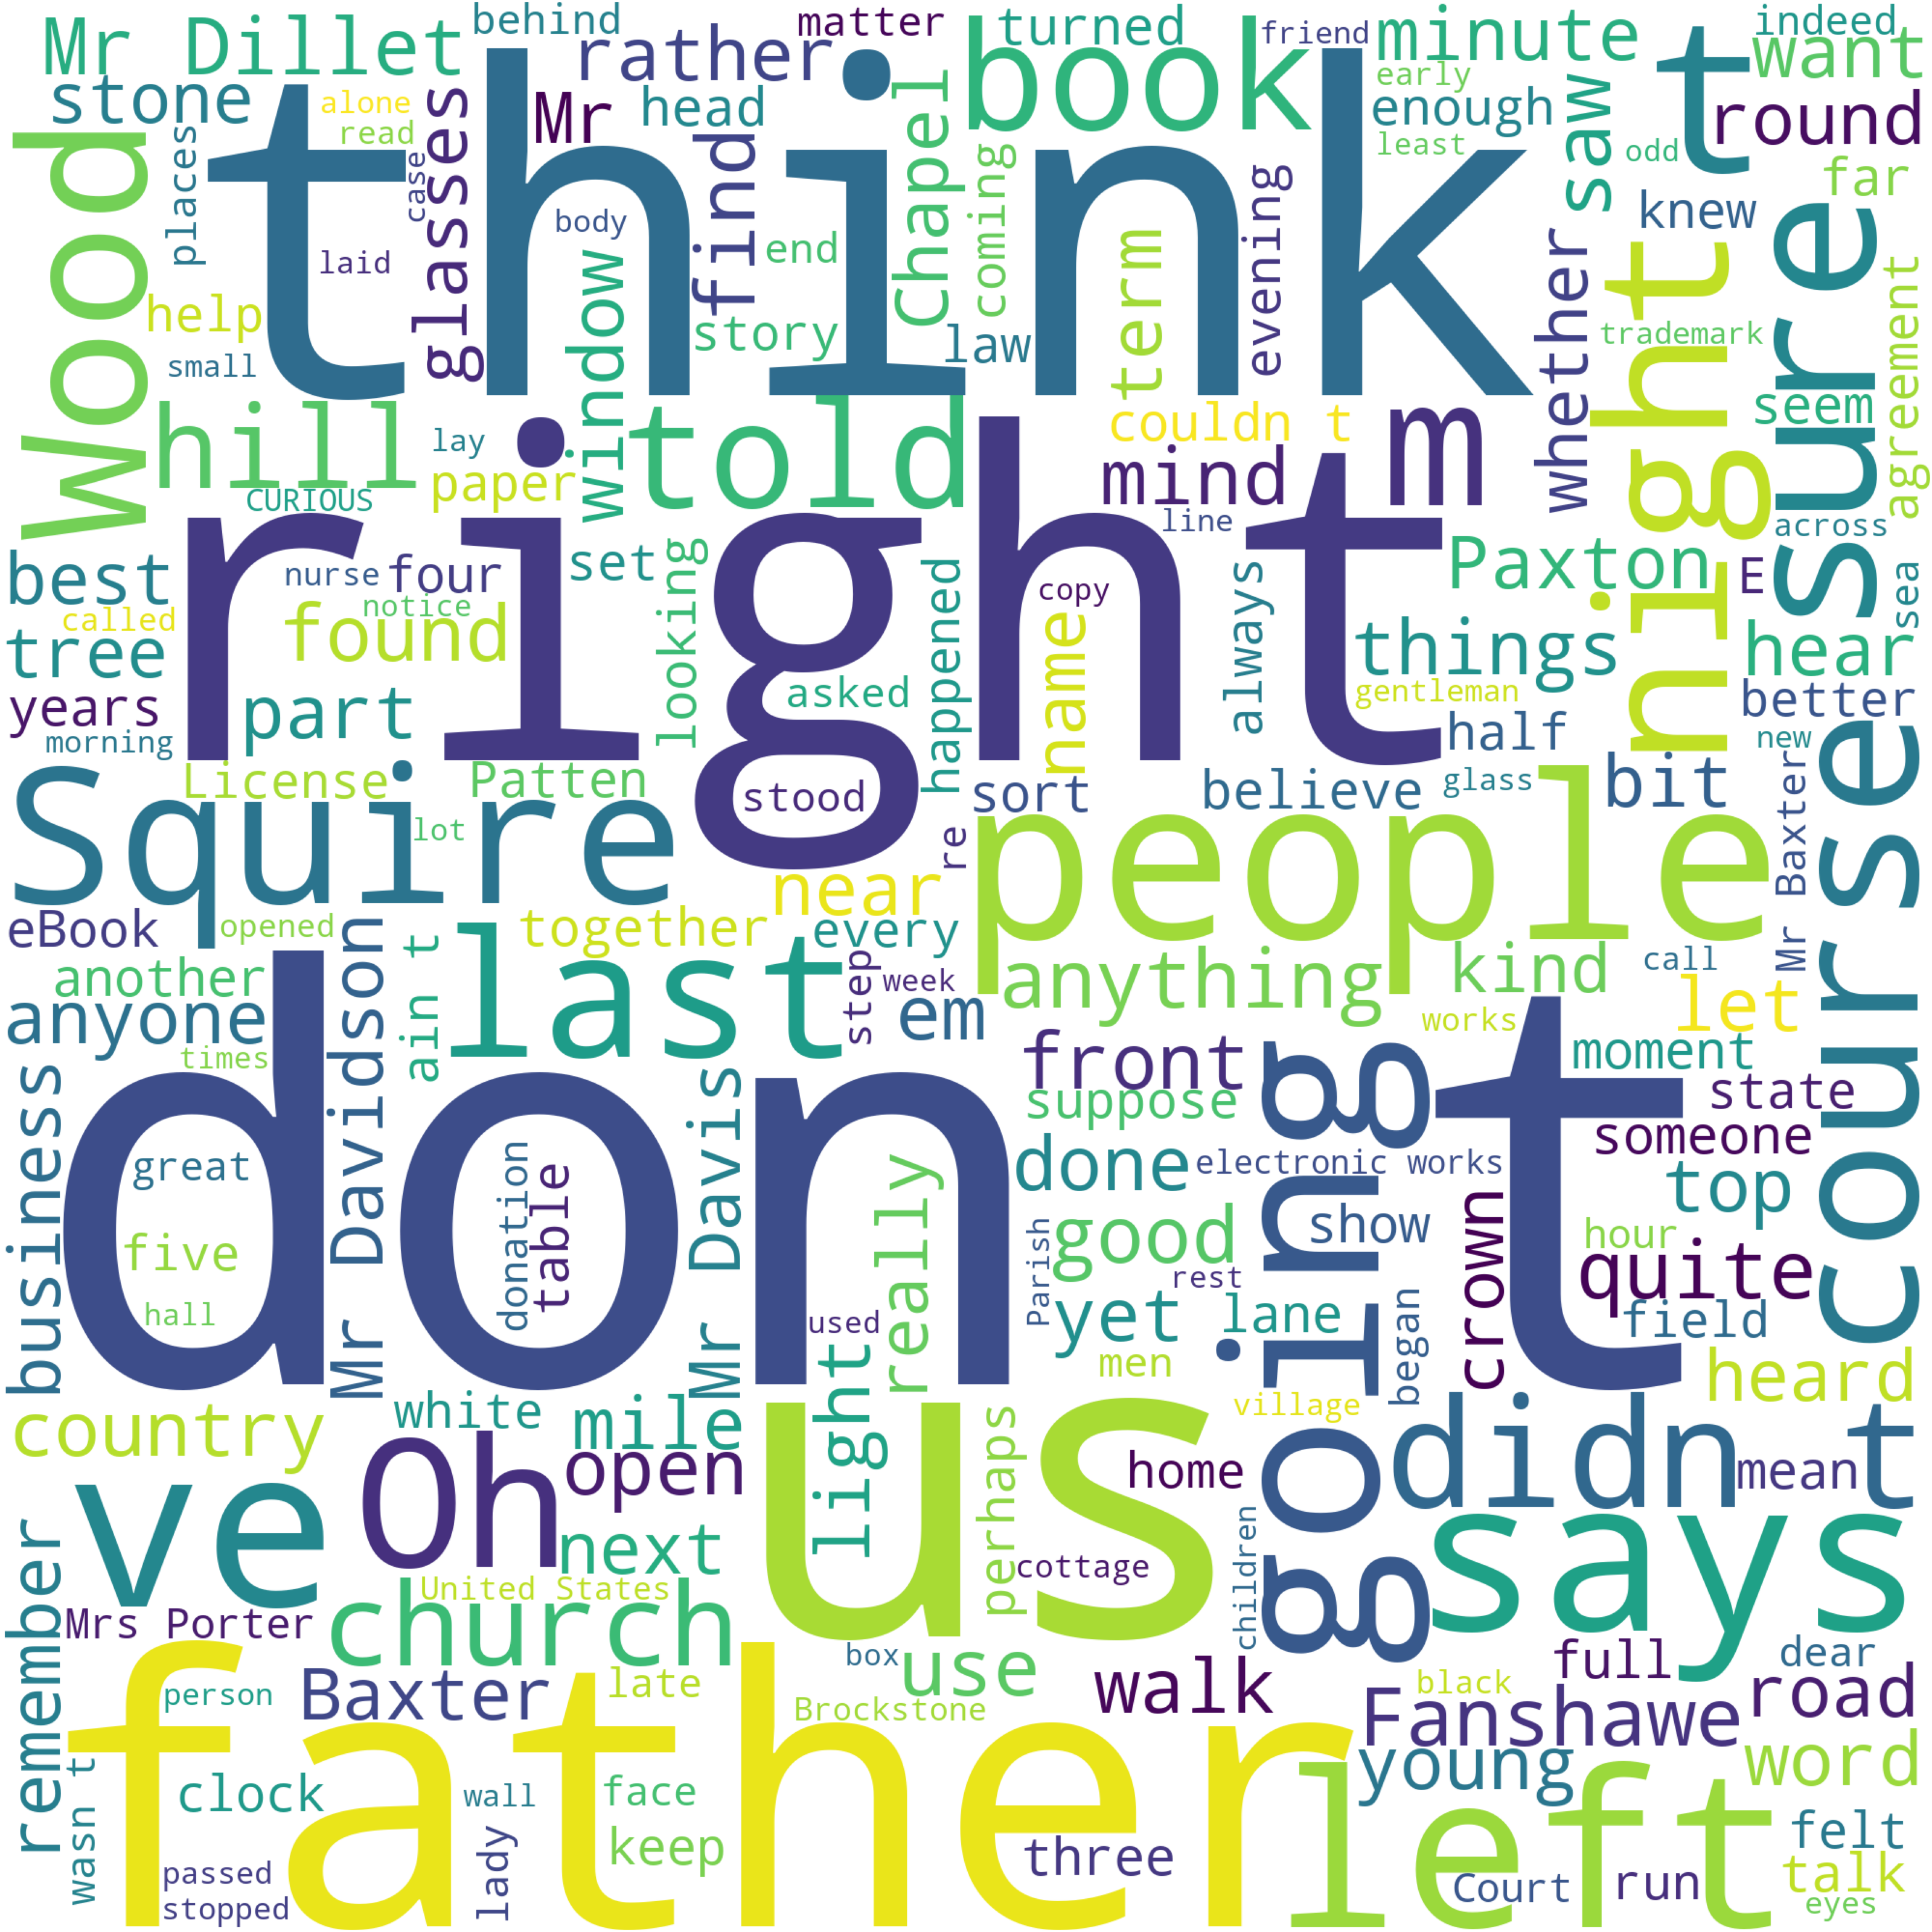 behind
matter
Mr Dillet
rather
turned
friend
minute
indeed
want
book
stone
alone
read
glasses
Mr
head
find
Chapel
early
enough
least
saw
t
round
wood
places
think
case
body
laid
window
end
coming
term
evening
odd
knew
far
whether
sure
night
trademark
agreement
help
small
story
law
seem
hill
lay
told
couldn t
m
paper
CURIOUS
mind
line
across
right
best
nurse
four
set
looking
happened
copy
Paxton
E
sea
called
notice
found
tree
always
things
hear
years
part
asked
name
gentleman
better
morning
half
new
License
Patten
stood
sort
believe
glass
bit
Mr Baxter
course
Squire
lot
people
re
near
eBook
opened
together
every
another
Mr Davidson
ain t
last
step
week
anything
kind
call
anyone
em
works
let
times
front
moment
business
don t
Mr Davis
suppose
going
state
someone
great
donation
table
done
electronic works
top
really
five
good
show
crown
hour
quite
hall
Parish
rest
used
yet
lane
began
field
men
heard
country
white
mile
light
village
didn t
Oh
open
us
perhaps
home
mean
ve
next
cottage
children
says
remember
United States
Mrs Porter
church
box
use
full
dear
person
Baxter
late
Brockstone
walk
black
Fanshawe
road
father
young
word
wasn t
clock
wall
face
left
lady
keep
three
felt
passed
Court
run
talk
stopped
eyes